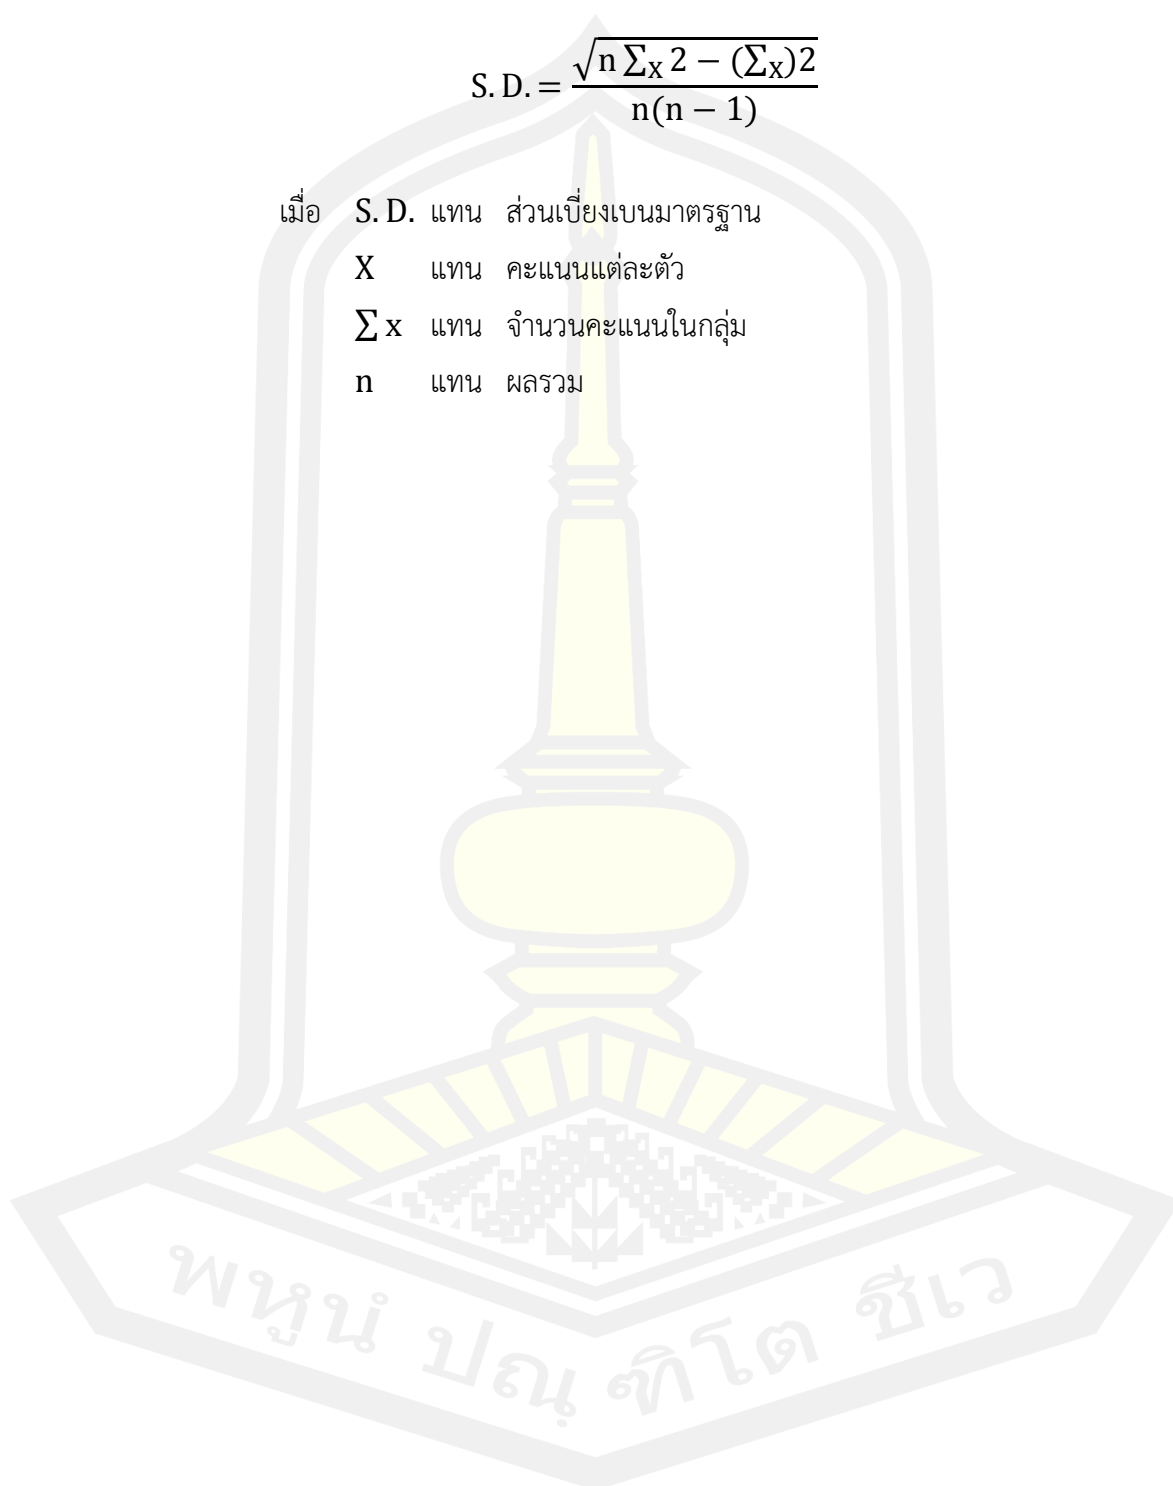 S. D. = √n ∑x 2 − (∑x)2
n(n − 1)
เมื่อ S. D. แทน ส่วนเบี่ยงเบนมาตรฐาน
X แทน คะแนนแต่ละตัว
∑ x แทน จำนวนคะแนนในกลุ่ม
n แทน ผลรวม
พหูนํ ปณฺ ฑิโต ชีเว